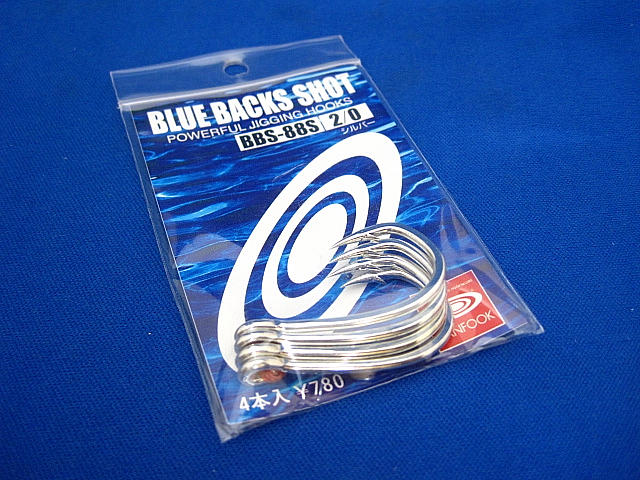 BLUE BACKS SHOT
POWERFUL JIGGING HOOKS
BBS-88S 2/0
シルバー
4本入 ¥780